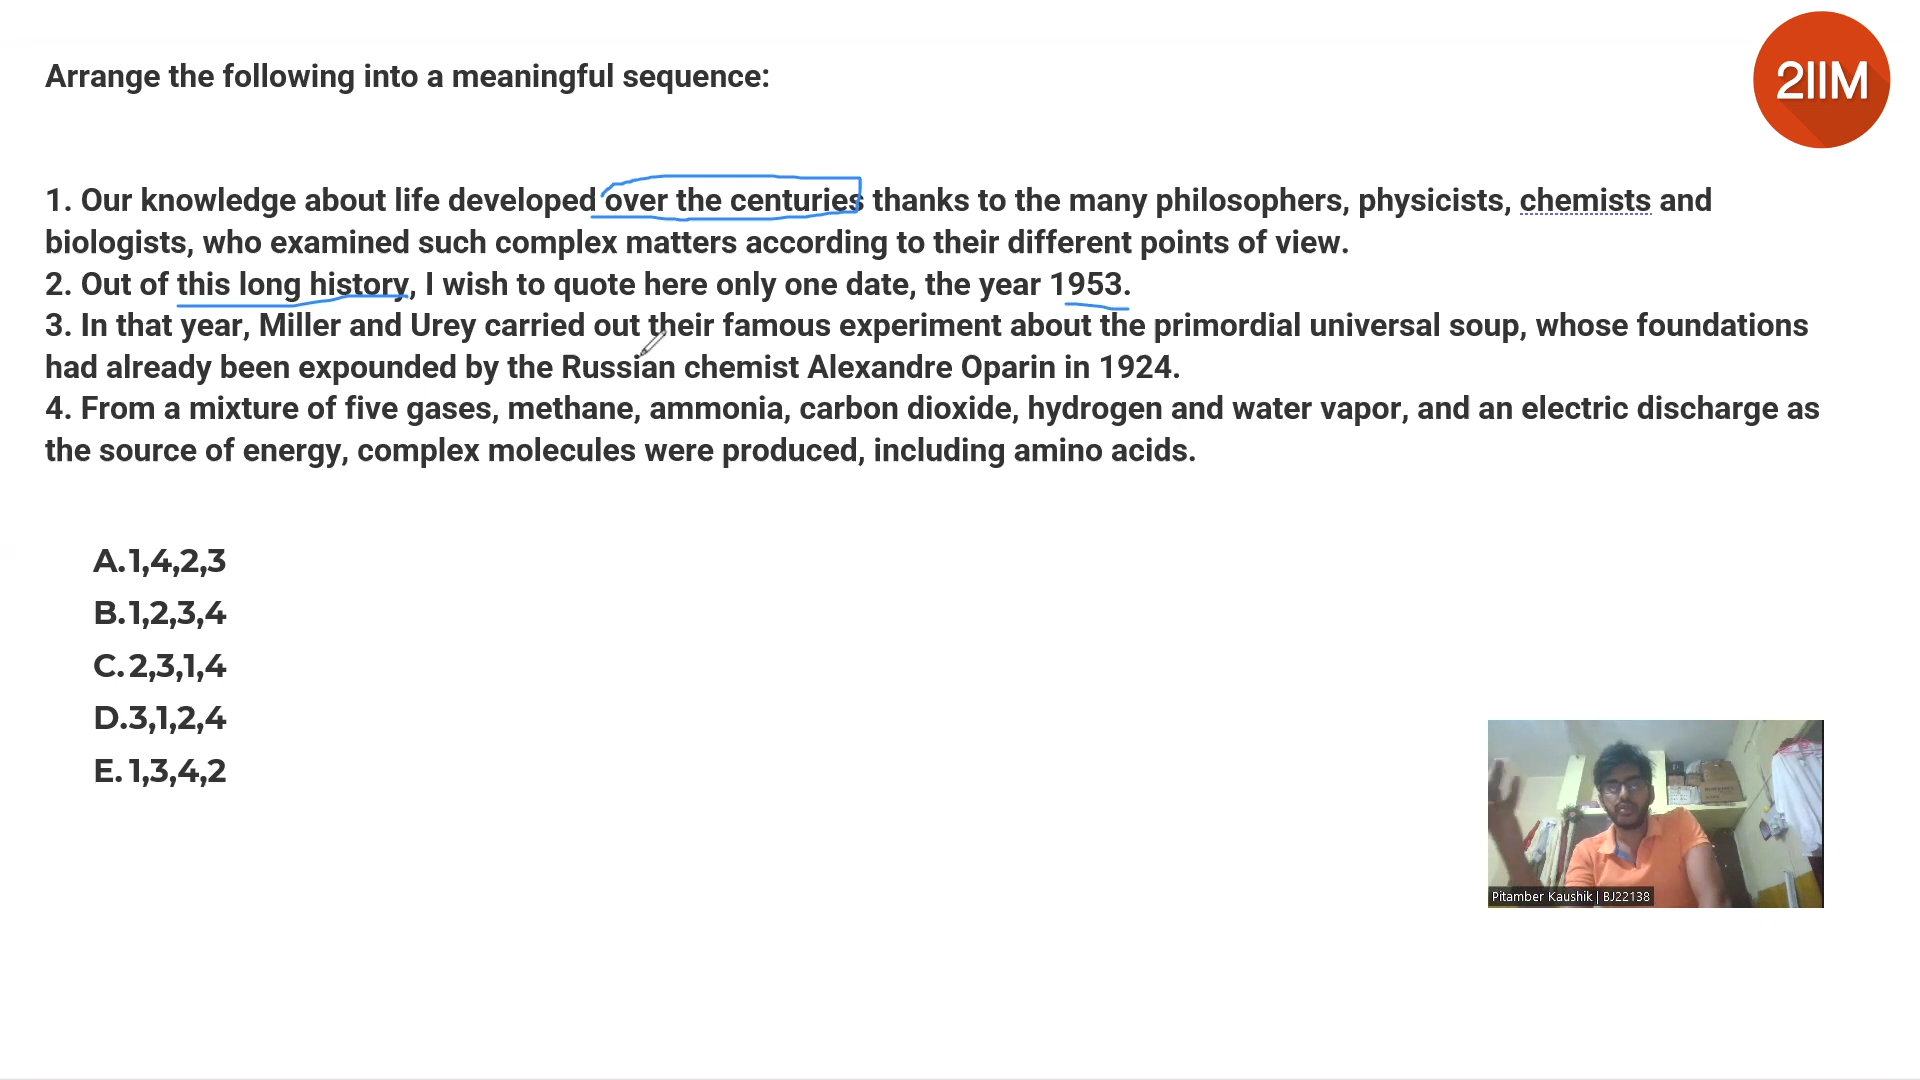 2IIM
Arrange the following into a meaningful sequence:
1. Our knowledge about life developed over the centuries thanks to the many philosophers, physicists, chemists and
biologists, who examined such complex matters according to their different points of view.
2. Out of this long history, I wish to quote here only one date, the year 1953.
3. In that year, Miller and Urey carried out their famous experiment about the primordial universal soup, whose foundations
had already been expounded by the Russian chemist Alexandre Oparin in 1924.
4. From a mixture of five gases, methane, ammonia, carbon dioxide, hydrogen and water vapor, and an electric discharge as
the source of energy, complex molecules were produced, including amino acids.
A. 1,4,2,3
B. 1,2,3,4
C. 2,3,1,4
D. 3,1,2,4
E. 1,3,4,2
Pitamber Kaushik | BJ22138